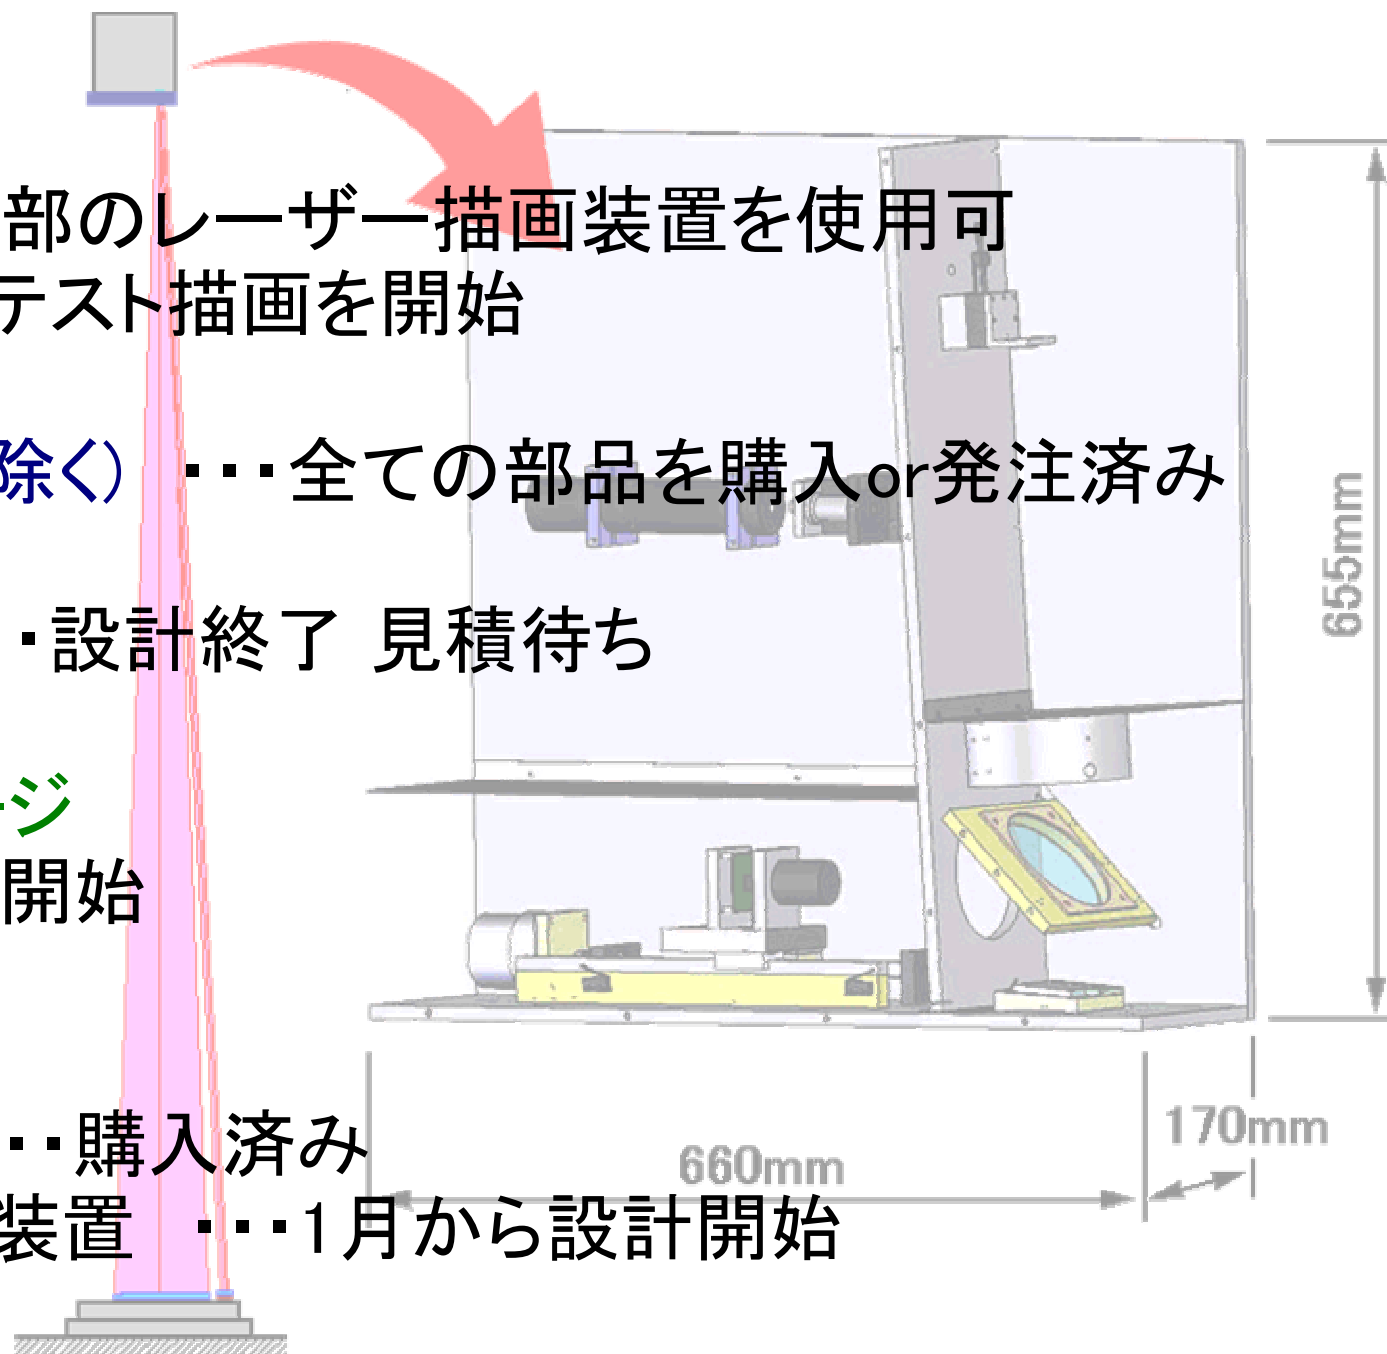 部のレーザー描画装置を使用可
テスト描画を開始
除く) ・・・全ての部品を購入or発注済み
・設計終了 見積待ち
ージ
開始
・・購入済み
装置 ・・・1月から設計開始
655mm
660mm
170mm